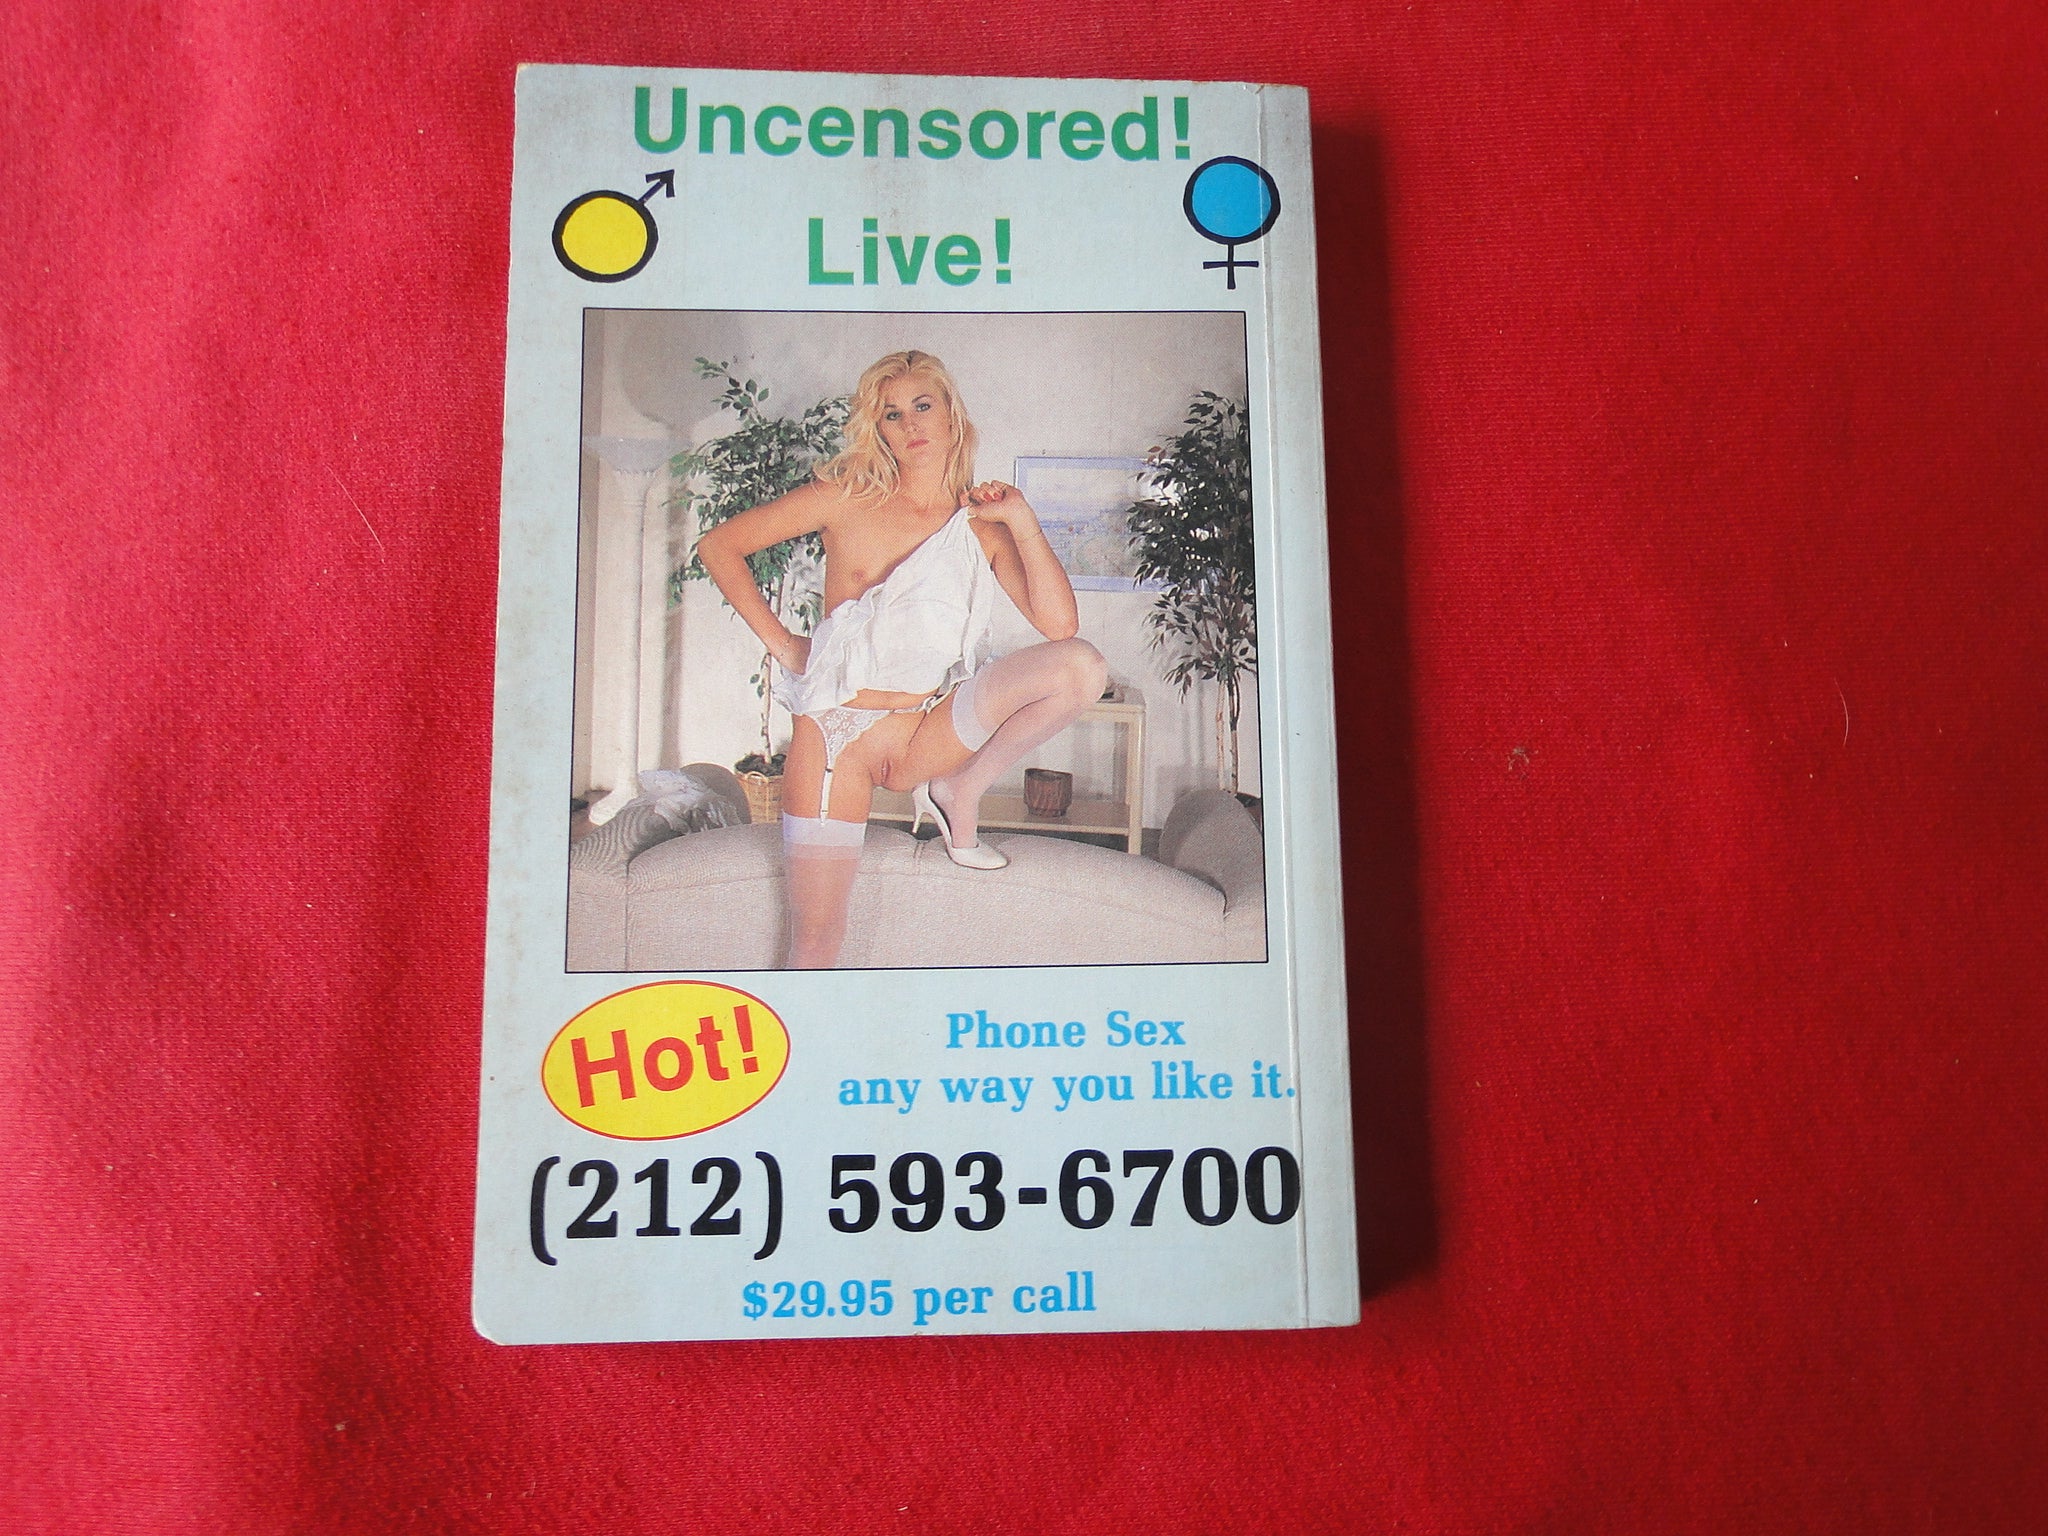 Uncensored!
Live!
Hot!
Phone Sex
any way you like it.
(212) 593-6700
$29.95 per call